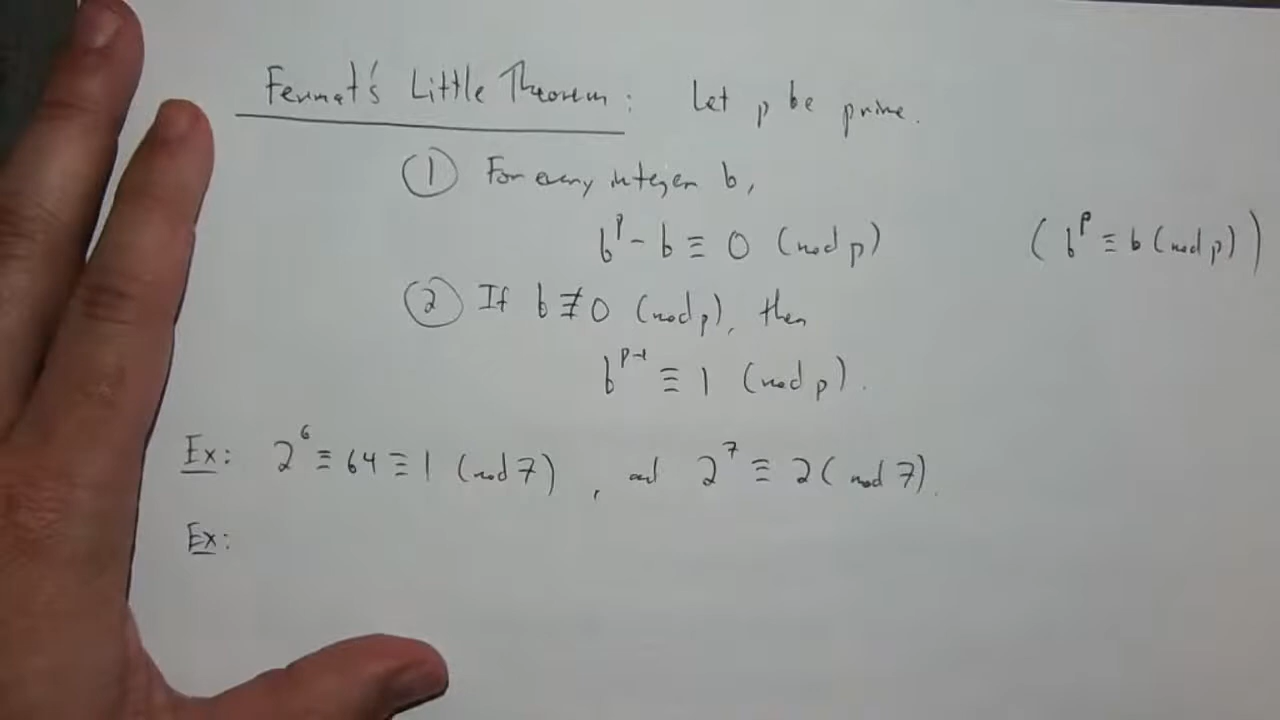 Fermat's Little Theorem: Let p be prime.
① For every integer b,
b^p - b ≡ 0 (mod p) (b^p ≡ b (mod p))
② If b ≢ 0 (mod p), then
b^{p-1} ≡ 1 (mod p).
Ex: 2^6 ≡ 64 ≡ 1 (mod 7), and 2^7 ≡ 2 (mod 7).
Ex: